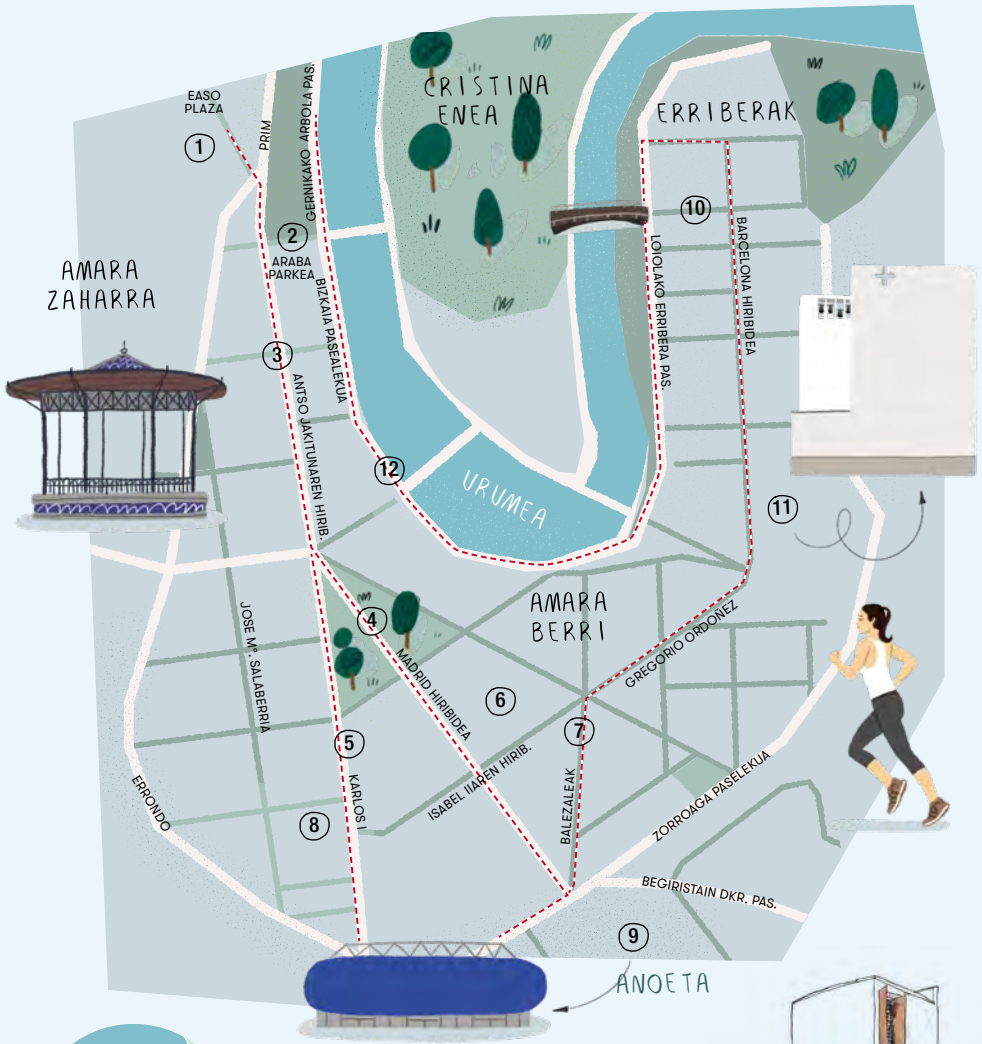 EASO
PLAZA
1
PRIM
GERNIKAKO ARBOLA PAS.
CRISTINA
ENEA
ERRIBERAK
2
ARABA
PARKEA
AMARA
ZAHARRA
BIZKAIA PASEALEKUA
10
LOIOLAKO ERRIBERA PAS.
BARCELONA HIRIBIDEA
3
ANTSO JAKITUNAREN HIRIB.
12
URUMEA
11
AMARA
BERRI
4
JOSE Mº. SALABERRIA
MADRID HIRIBIDEA
GREGORIO ORDOÑEZ
6
7
5
ISABEL IIAREN HIRIB.
BALEZALEAK
KARLOS I
ERRONDO
8
ZORROAGA PASELEKUA
BEGIRISTAIN DKR. PAS.
9
ANOETA